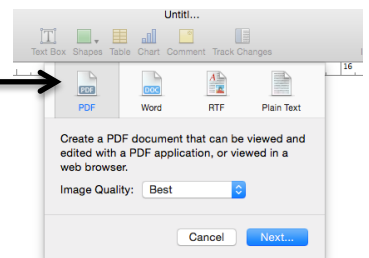 Untitl...
Text Box Shapes Table Chart Comment Track Changes
16
PDF DOC
PDF Word RTF Plain Text
Create a PDF document that can be viewed and
edited with a PDF application, or viewed in a
web browser.
Image Quality: Best
Cancel Next...